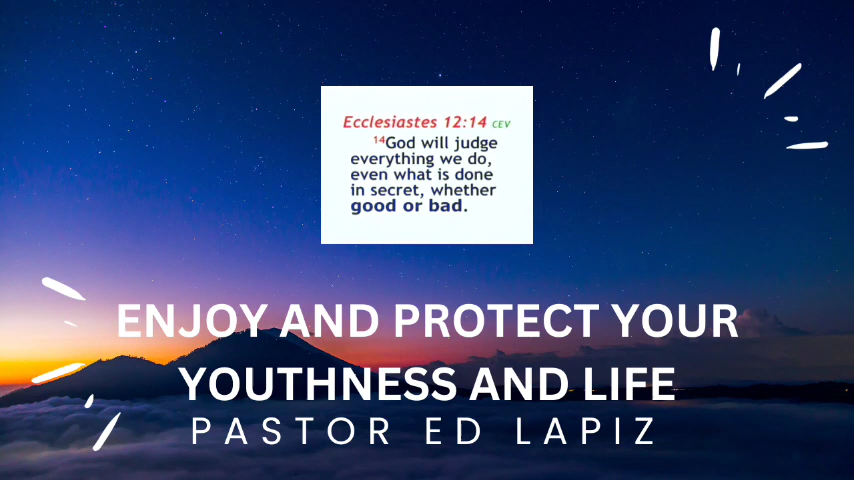 Ecclesiastes 12:14 CEV
14God will judge
everything we do,
even what is done
in secret, whether
good or bad.
ENJOY AND PROTECT YOUR
YOUTHNESS AND LIFE
PASTOR ED LAPIZ